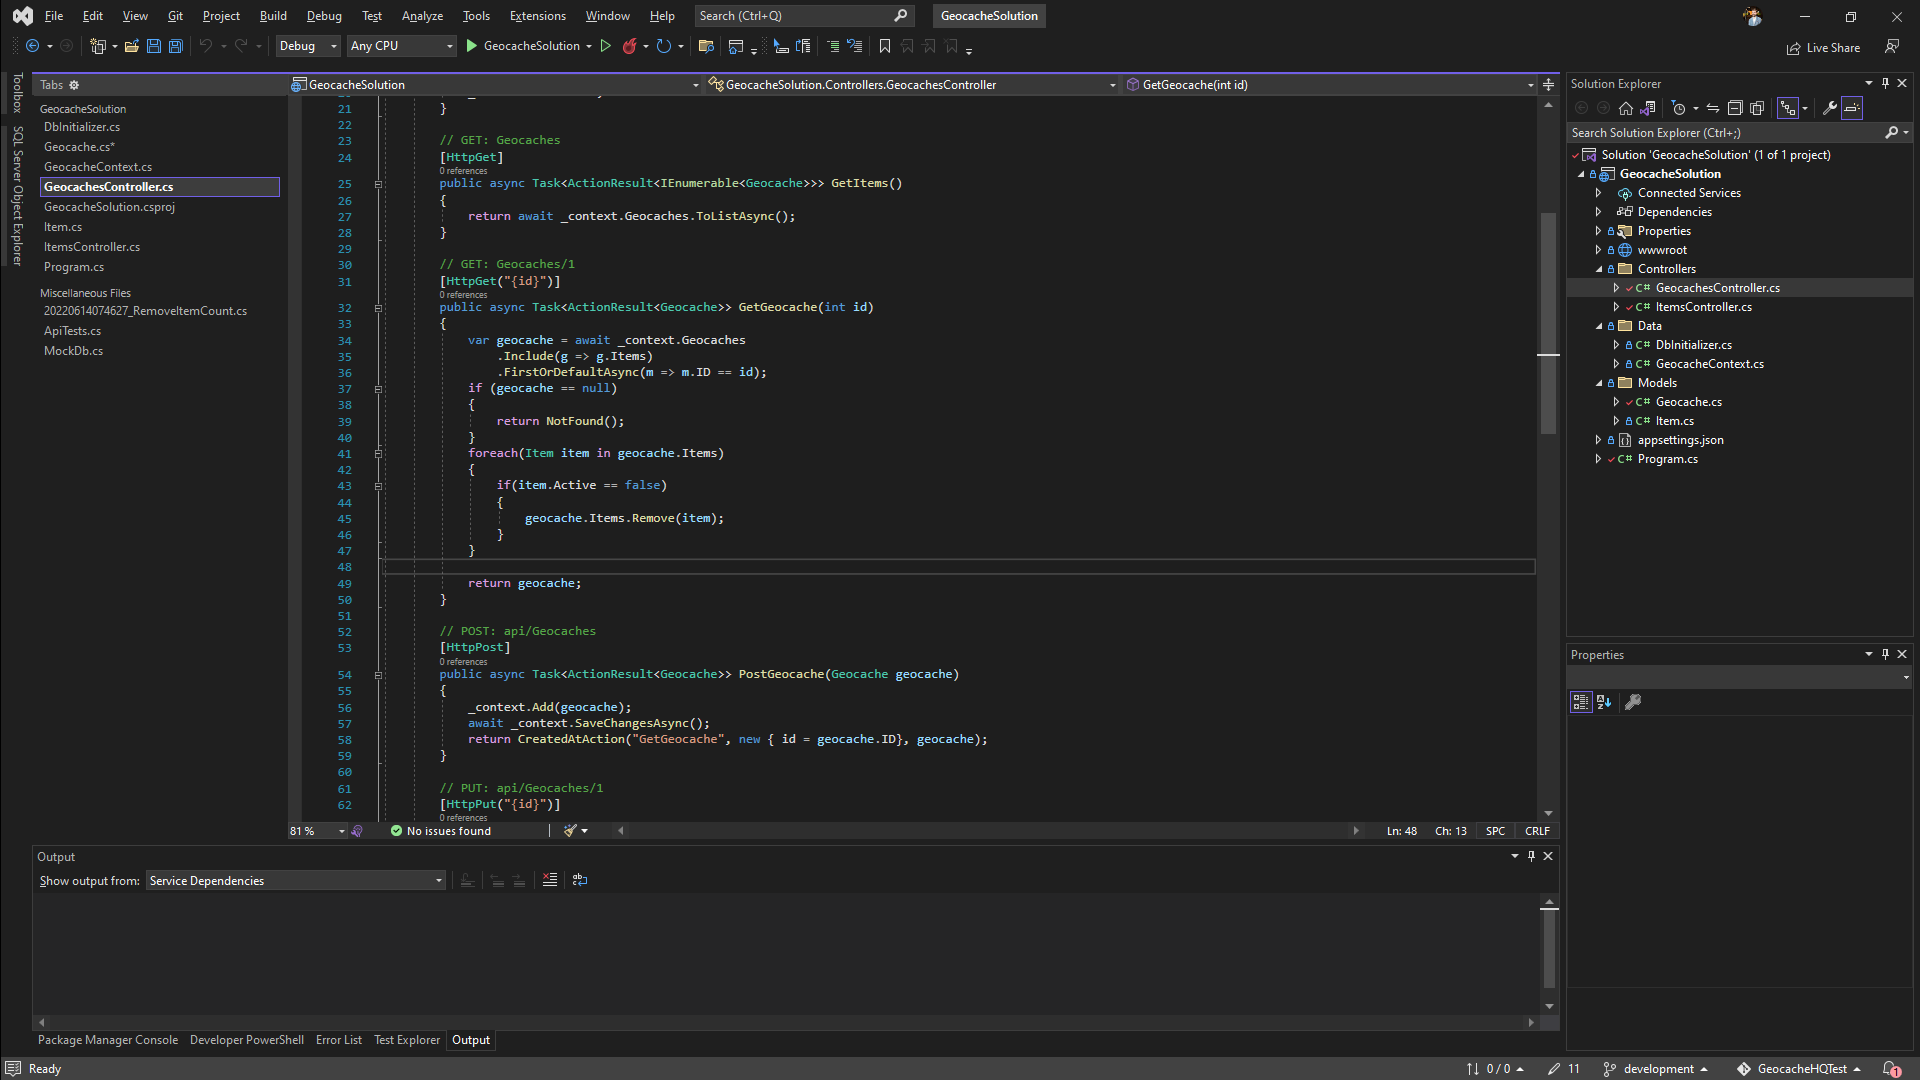 File Edit View Git Project Build Debug Test Analyze Tools Extensions Window Help Search (Ctrl+Q) GeocacheSolution
Debug Any CPU GeocacheSolution Live Share
Toolbox
SQL Server Object Explorer
Tabs
GeocacheSolution
DbInitializer.cs
Geocache.cs*
GeocacheContext.cs
GeocachesController.cs
GeocacheSolution.csproj
Item.cs
ItemsController.cs
Program.cs
Miscellaneous Files
20220614074627_RemoveItemCount.cs
ApiTests.cs
MockDb.cs
GeocacheSolution GeocacheSolution.Controllers.GeocachesController GetGeocache(int id)
21 }
22
23 // GET: Geocaches
24 [HttpGet]
0 references
25 public async Task<ActionResult<IEnumerable<Geocache>>> GetItems()
26 {
27 return await _context.Geocaches.ToListAsync();
28 }
29
30 // GET: Geocaches/1
31 [HttpGet("{id}")]
0 references
32 public async Task<ActionResult<Geocache>> GetGeocache(int id)
33 {
34 var geocache = await _context.Geocaches
35 .Include(g => g.Items)
36 .FirstOrDefaultAsync(m => m.ID == id);
37 if (geocache == null)
38 {
39 return NotFound();
40 }
41 foreach(Item item in geocache.Items)
42 {
43 if(item.Active == false)
44 {
45 geocache.Items.Remove(item);
46 }
47 }
48
49 return geocache;
50 }
51
52 // POST: api/Geocaches
53 [HttpPost]
0 references
54 public async Task<ActionResult<Geocache>> PostGeocache(Geocache geocache)
55 {
56 _context.Add(geocache);
57 await _context.SaveChangesAsync();
58 return CreatedAtAction("GetGeocache", new { id = geocache.ID}, geocache);
59 }
60
61 // PUT: api/Geocaches/1
62 [HttpPut("{id}")]
0 references
81 % No issues found Ln: 48 Ch: 13 SPC CRLF
Output
Show output from: Service Dependencies
Package Manager Console Developer PowerShell Error List Test Explorer Output
Solution Explorer
Search Solution Explorer (Ctrl+;)
Solution 'GeocacheSolution' (1 of 1 project)
GeocacheSolution
Connected Services
Dependencies
Properties
wwwroot
Controllers
C# GeocachesController.cs
C# ItemsController.cs
Data
C# DbInitializer.cs
C# GeocacheContext.cs
Models
C# Geocache.cs
C# Item.cs
appsettings.json
C# Program.cs
Properties
Ready 0 / 0 11 development GeocacheHQTest 1